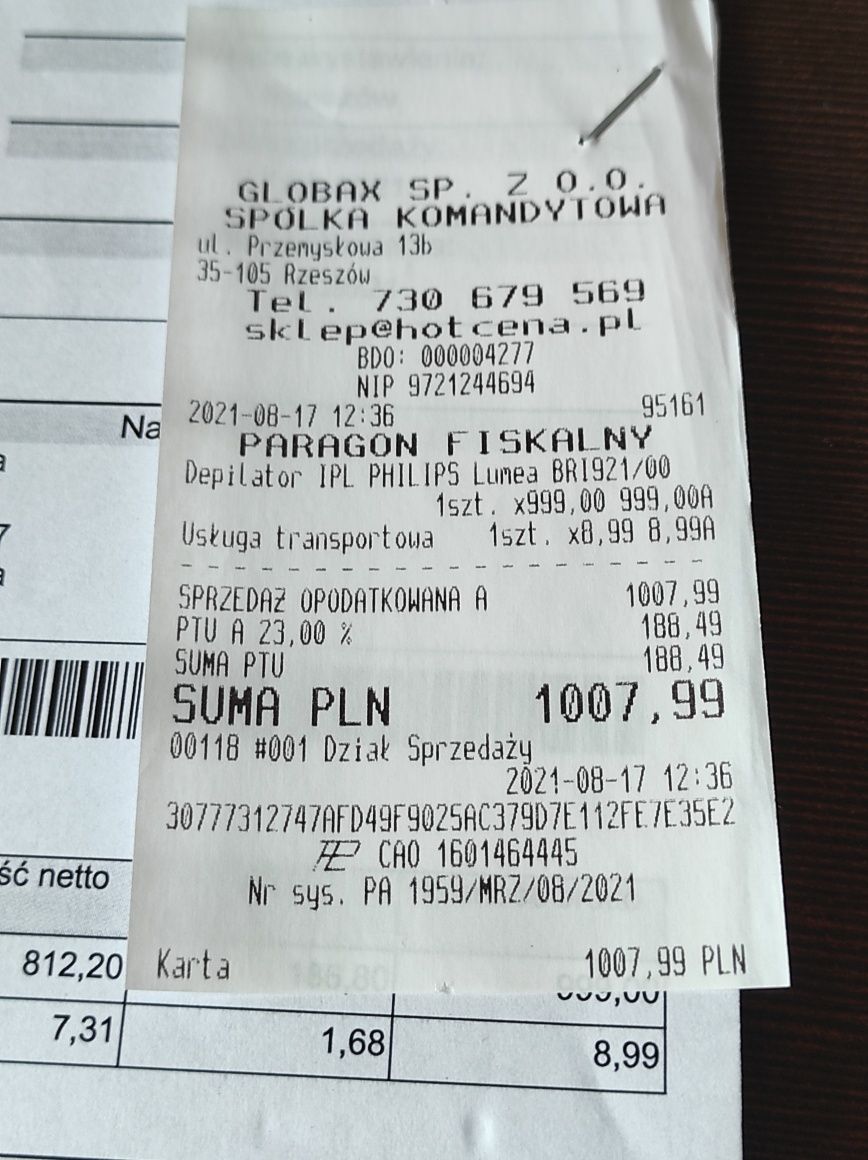 GLOBAX SP. Z O.O.
SPÓLKA KOMANDYTOWA
ul. Przemysłowa 13b
35-105 Rzeszów
Tel. 730 679 569
sklep@hotcena.pl
BDO: 000004277
NIP 9721244694
2021-08-17 12:36 95161
PARAGON FISKALNY
Depilator IPL PHILIPS Lumea BRI921/00
1szt. x999,00 999,00A
Usługa transportowa 1szt. x8,99 8,99A
SPRZEDAŻ OPODATKOWANA A 1007,99
PTU A 23,00 % 188,49
SUMA PTU 188,49
SUMA PLN 1007,99
00118 #001 Dział Sprzedaży
2021-08-17 12:36
30777312747AFD49F9025AC379D7E112FE7E35E2
CAO 1601464445
Nr sys. PA 1959/MRZ/08/2021
Karta 1007,99 PLN
Na
a
7
a
ść netto
812,20 186,80 999,00
7,31 1,68 8,99